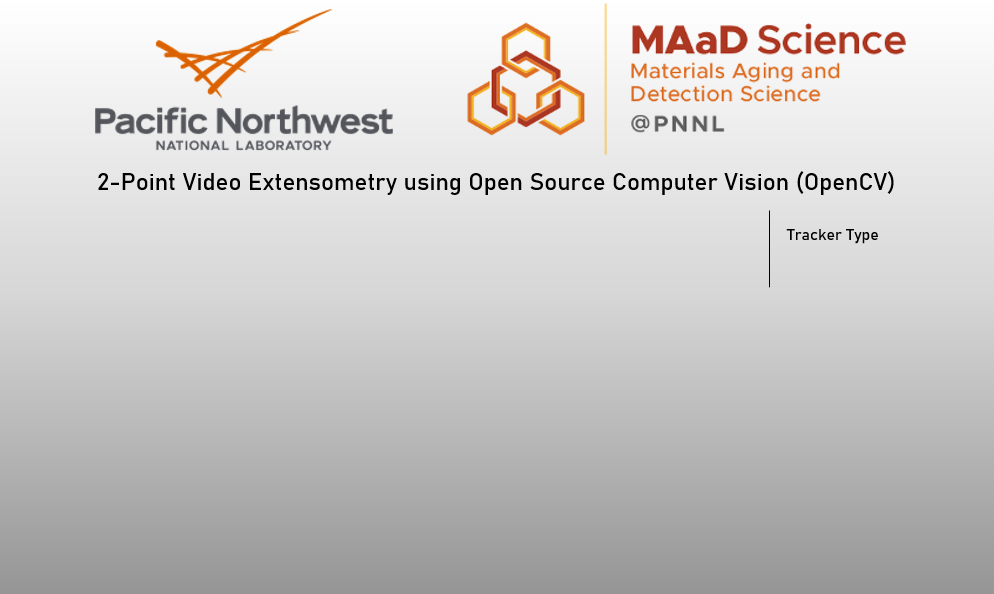 Pacific Northwest
NATIONAL LABORATORY
MAaD Science
Materials Aging and
Detection Science
@PNNL
2-Point Video Extensometry using Open Source Computer Vision (OpenCV)
Tracker Type